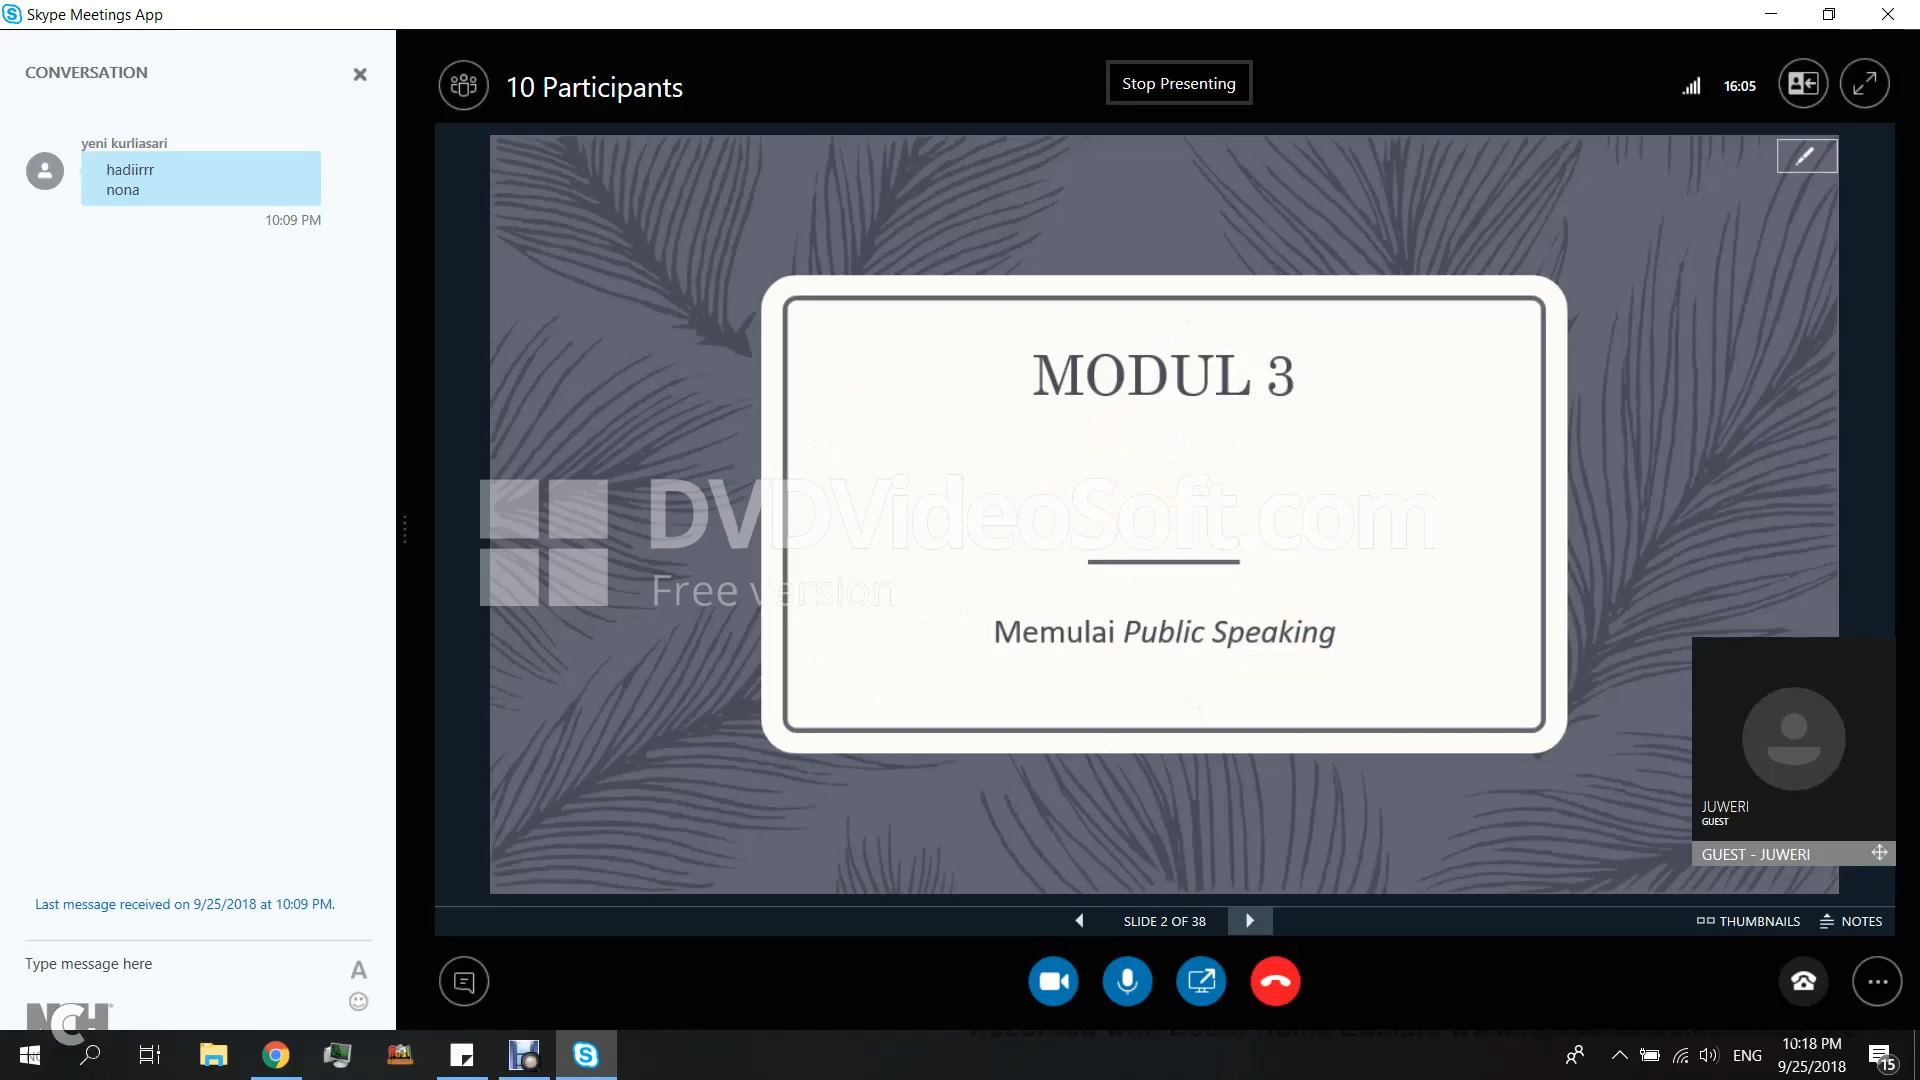 Skype Meetings App
CONVERSATION
10 Participants
Stop Presenting
16:05
yeni kurliasari
hadiirrr
nona
10:09 PM
MODUL 3
DVDVideoSoft.com
Free version
Memulai Public Speaking
JUWERI
GUEST
GUEST - JUWERI
Last message received on 9/25/2018 at 10:09 PM.
SLIDE 2 OF 38
THUMBNAILS
NOTES
Type message here
A
NCH
ENG
10:18 PM
9/25/2018
15